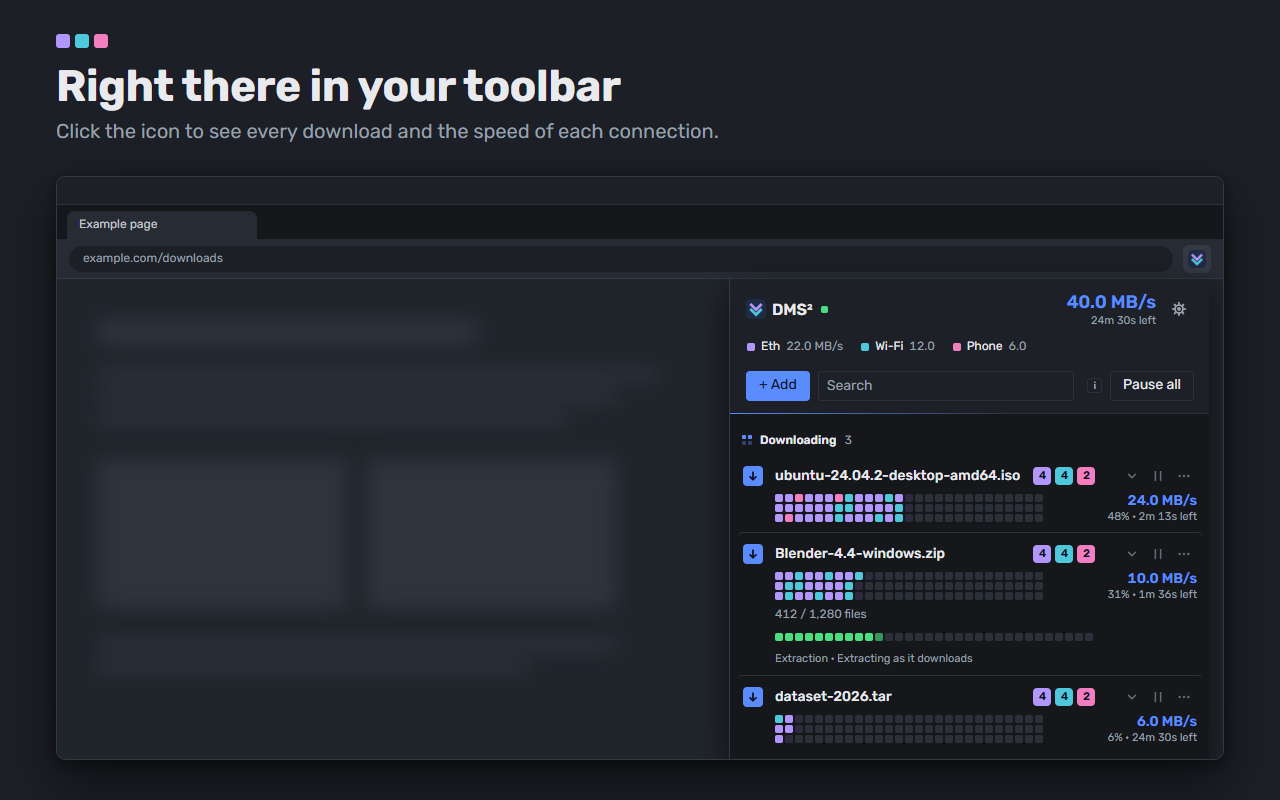 Right there in your toolbar
Click the icon to see every download and the speed of each connection.
Example page
example.com/downloads
DMS²
40.0 MB/s
24m 30s left
Eth 22.0 MB/s Wi-Fi 12.0 Phone 6.0
+ Add Search i Pause all
Downloading 3
ubuntu-24.04.2-desktop-amd64.iso 4 4 2
24.0 MB/s
48% • 2m 13s left
Blender-4.4-windows.zip 4 4 2
10.0 MB/s
31% • 1m 36s left
412 / 1,280 files
Extraction • Extracting as it downloads
dataset-2026.tar 4 4 2
6.0 MB/s
6% • 24m 30s left